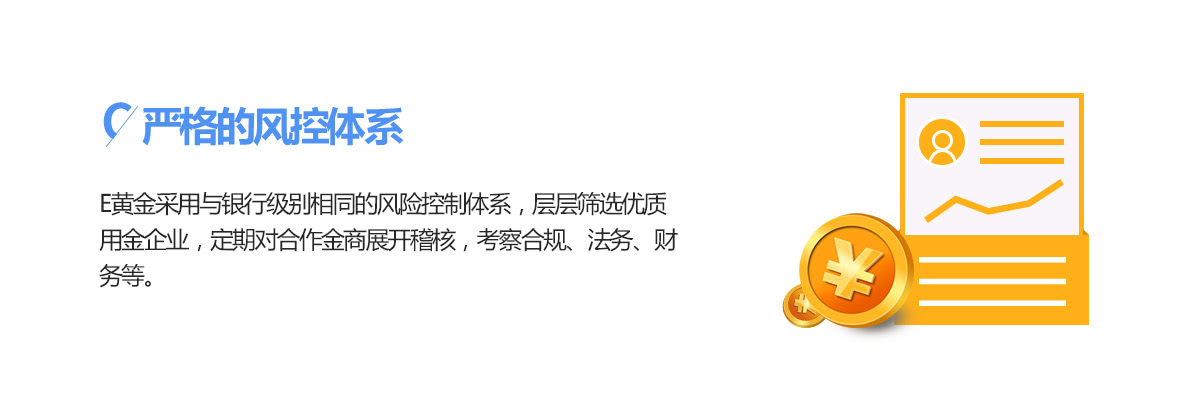 严格的风控体系
E黄金采用与银行级别相同的风险控制体系，层层筛选优质
用金企业，定期对合作金商展开稽核，考察合规、法务、财
务等。
¥
¥